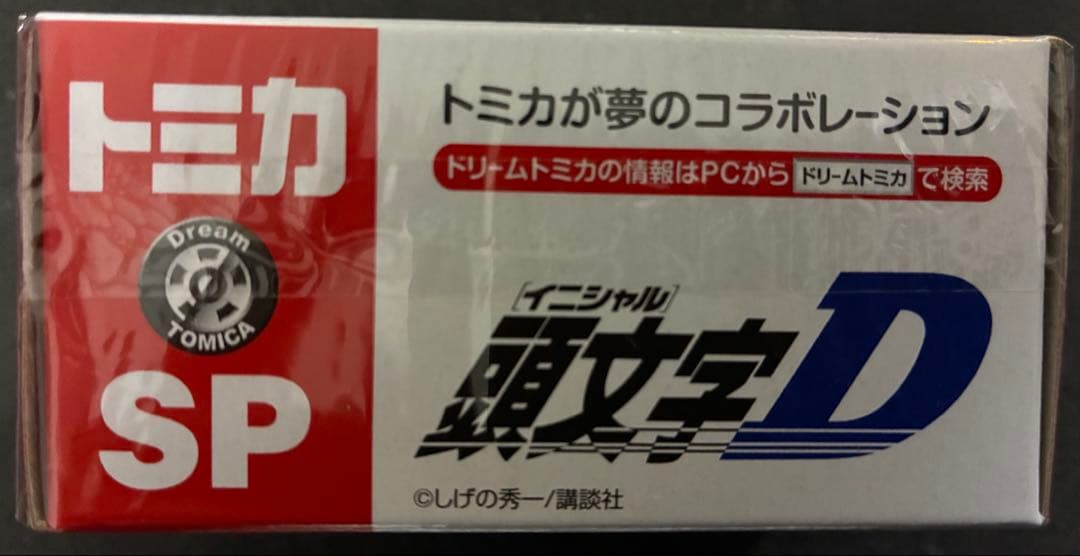 トミカ
Dream
TOMICA
SP
トミカが夢のコラボレーション
ドリームトミカの情報はPCから ドリームトミカ で検索
[イニシャル]
頭文字D
©しげの秀一/講談社